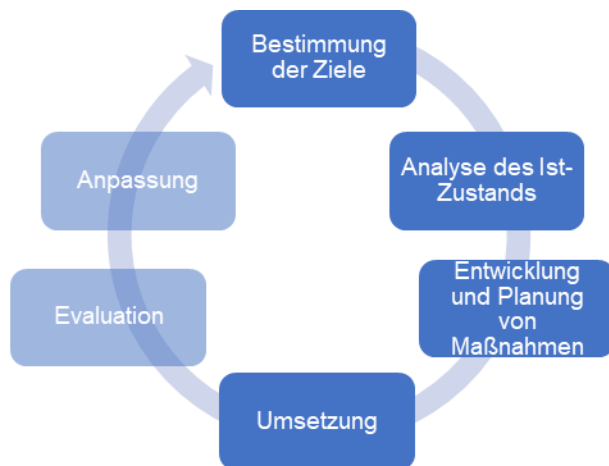 Bestimmung
der Ziele
Analyse des Ist-
Zustands
Entwicklung
und Planung
von
Maßnahmen
Umsetzung
Evaluation
Anpassung